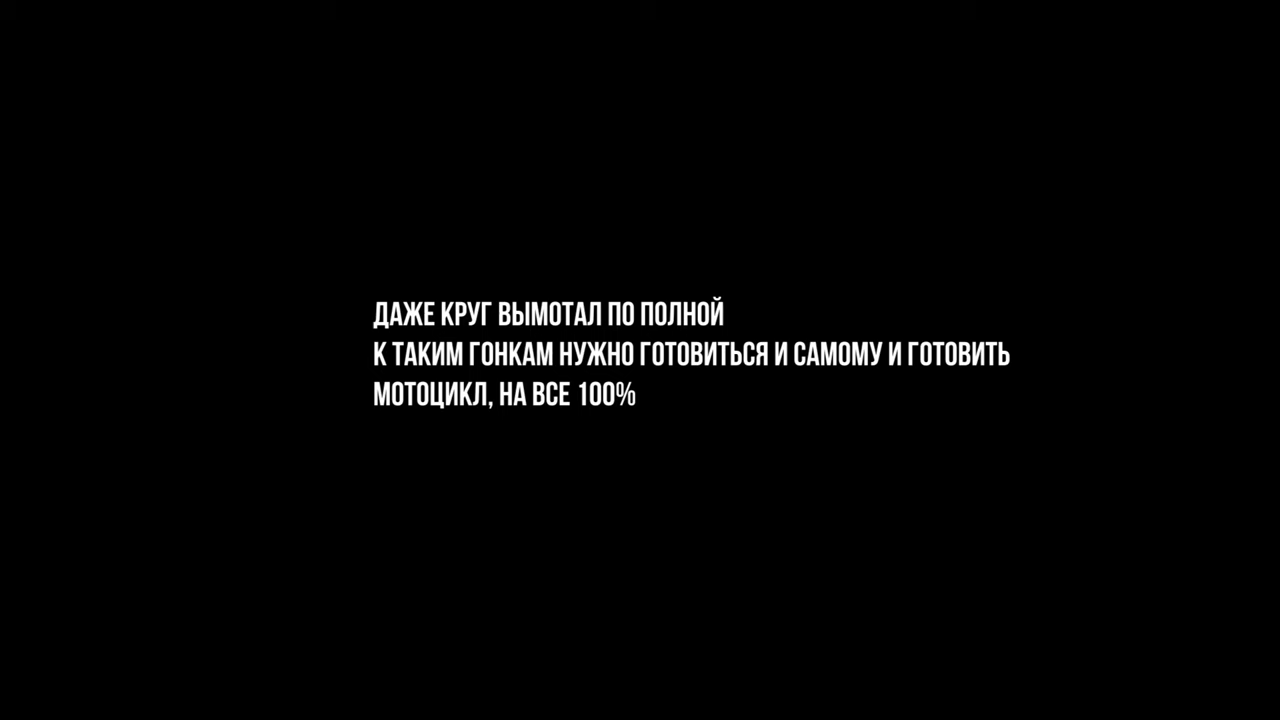 ДАЖЕ КРУГ ВЫМОТАЛ ПО ПОЛНОЙ
К ТАКИМ ГОНКАМ НУЖНО ГОТОВИТЬСЯ И САМОМУ И ГОТОВИТЬ
МОТОЦИКЛ, НА ВСЕ 100%